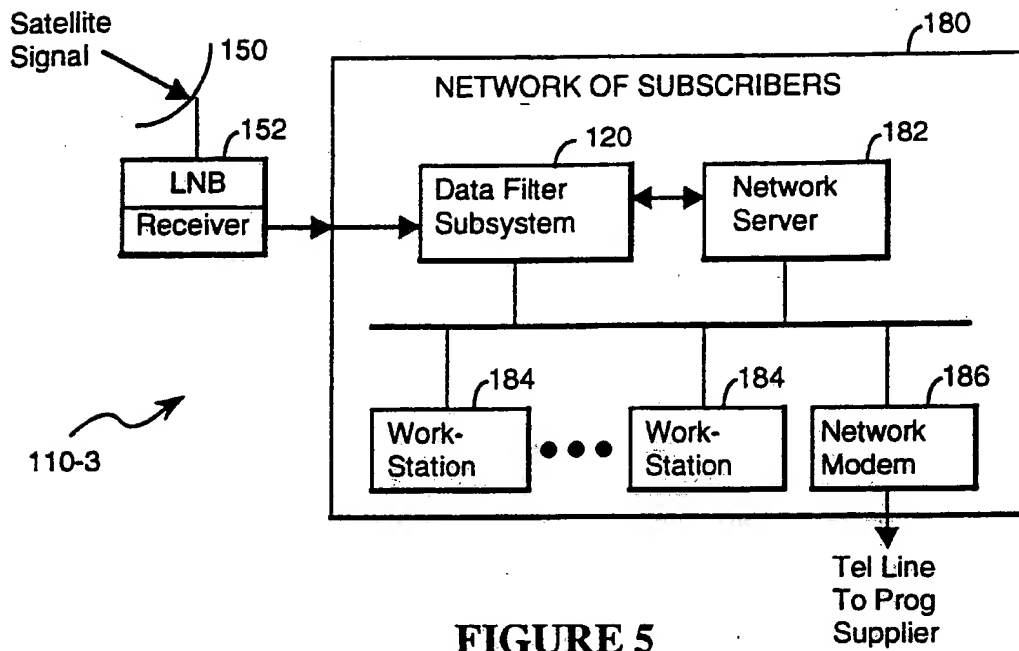 Satellite
Signal
150
180
NETWORK OF SUBSCRIBERS
152
120
182
LNB
Receiver
Data Filter
Subsystem
Network
Server
184
184
186
Work-
Station
Work-
Station
Network
Modem
110-3
Tel Line
To Prog
Supplier
FIGURE 5